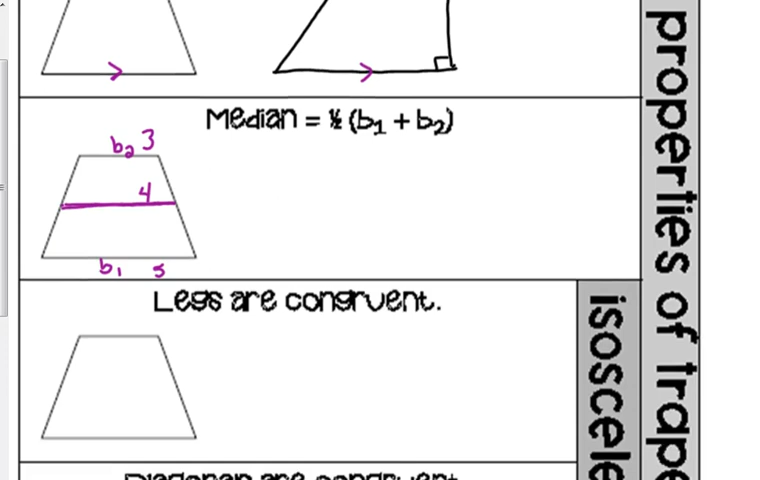 Median = ½ (b₁ + b₂)
b₂ 3
4
b₁ 5
Legs are congruent.
properties of trape
isoscele